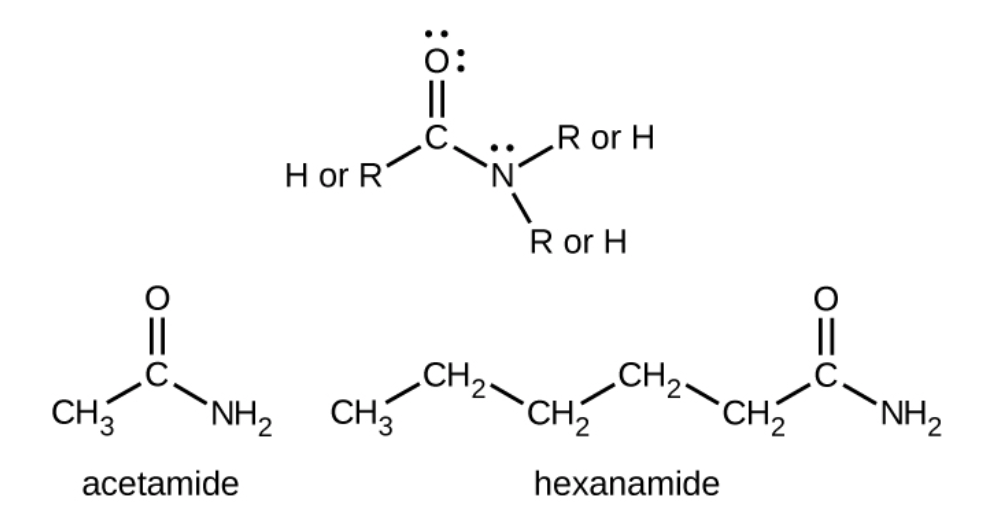 O
C
R or H
H or R
N
R or H
O
O
C
CH2
CH2
C
CH3
NH2
CH3
CH2
CH2
NH2
acetamide
hexanamide